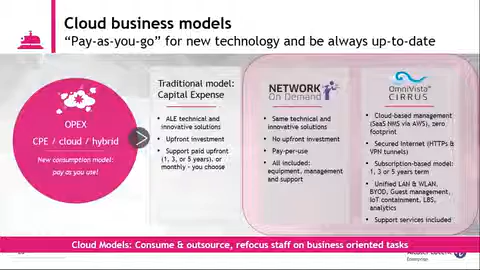 Cloud business models
“Pay-as-you-go” for new technology and be always up-to-date
OPEX
CPE / cloud / hybrid
New consumption model:
pay as you use!
Traditional model:
Capital Expense
• ALE technical and
innovative solutions
• Upfront investment
• Support paid upfront
(1, 3, or 5 years), or
monthly - you choose
NETWORK
On Demand
• Same technical and
innovative solutions
• No upfront investment
• Pay-per-use
• All included:
equipment, management
and support
OmniVista®
CIRRUS
• Cloud-based management
(SaaS NMS via AWS), zero
footprint
• Secured Internet (HTTPS &
VPN tunnels)
• Subscription-based model:
1, 3 or 5 years term
• Unified LAN & WLAN,
BYOD, Guest management,
IoT containment, LBS,
analytics
• Support services included
Cloud Models: Consume & outsource, refocus staff on business oriented tasks
Enterprise